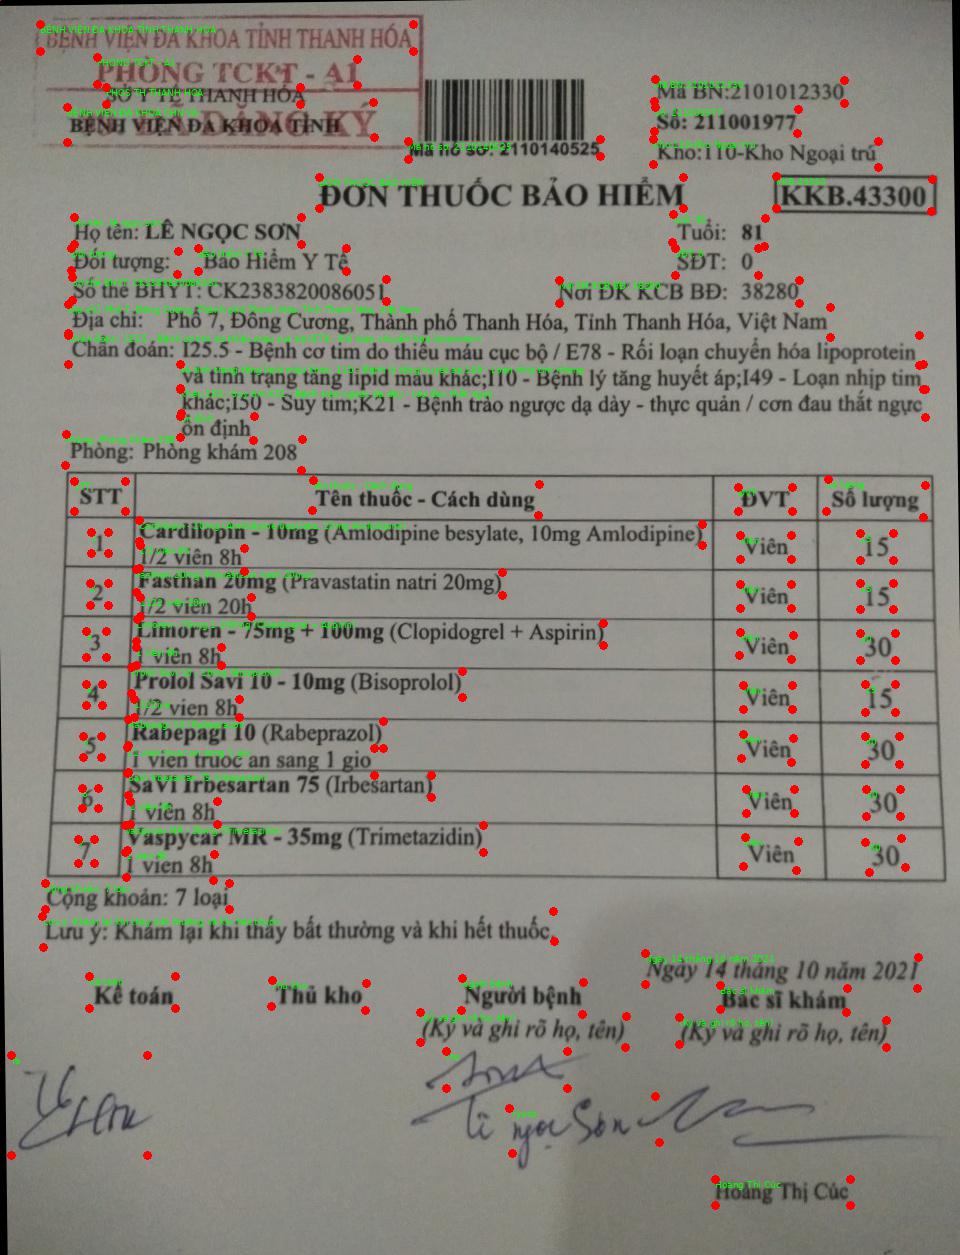 BỆNH VIỆN ĐA KHOA TỈNH THANH HÓA
PHÒNG TCKT - A1
SỞ Y TẾ THANH HÓA
BỆNH VIỆN ĐA KHOA TỈNH
ĐĂNG KÝ
Mã hồ sơ: 2110140525
Mã BN:2101012330
Số: 211001977
Kho:110-Kho Ngoại trú
ĐƠN THUỐC BẢO HIỂM
KKB.43300
Họ tên: LÊ NGỌC SƠN Tuổi: 81
Đối tượng: Bảo Hiểm Y Tế SĐT: 0
Số thẻ BHYT: CK2383820086051 Nơi ĐK KCB BĐ: 38280
Địa chỉ: Phố 7, Đông Cương, Thành phố Thanh Hóa, Tỉnh Thanh Hóa, Việt Nam
Chẩn đoán: I25.5 - Bệnh cơ tim do thiếu máu cục bộ / E78 - Rối loạn chuyển hóa lipoprotein
và tình trạng tăng lipid máu khác;I10 - Bệnh lý tăng huyết áp;I49 - Loạn nhịp tim
khác;I50 - Suy tim;K21 - Bệnh trào ngược dạ dày - thực quản / cơn đau thắt ngực
ổn định
Phòng: Phòng khám 208
STT Tên thuốc - Cách dùng ĐVT Số lượng
1 Cardilopin - 10mg (Amlodipine besylate, 10mg Amlodipine) Viên 15
1/2 viên 8h
2 Fasthan 20mg (Pravastatin natri 20mg) Viên 15
1/2 viên 20h
3 Limoren - 75mg + 100mg (Clopidogrel + Aspirin) Viên 30
1 viên 8h
4 Prolol Savi 10 - 10mg (Bisoprolol) Viên 15
1/2 vien 8h
5 Rabepagi 10 (Rabeprazol) Viên 30
1 vien truoc an sang 1 gio
6 SaVi Irbesartan 75 (Irbesartan) Viên 30
1 viên 8h
7 Vaspycar MR - 35mg (Trimetazidin) Viên 30
1 vien 8h
Cộng khoản: 7 loại
Lưu ý: Khám lại khi thấy bất thường và khi hết thuốc.
Ngày 14 tháng 10 năm 2021
Kế toán Thủ kho Người bệnh Bác sĩ khám
(Ký và ghi rõ họ, tên) (Ký và ghi rõ họ, tên)
Lê ngọc Sơn
Hoàng Thị Cúc